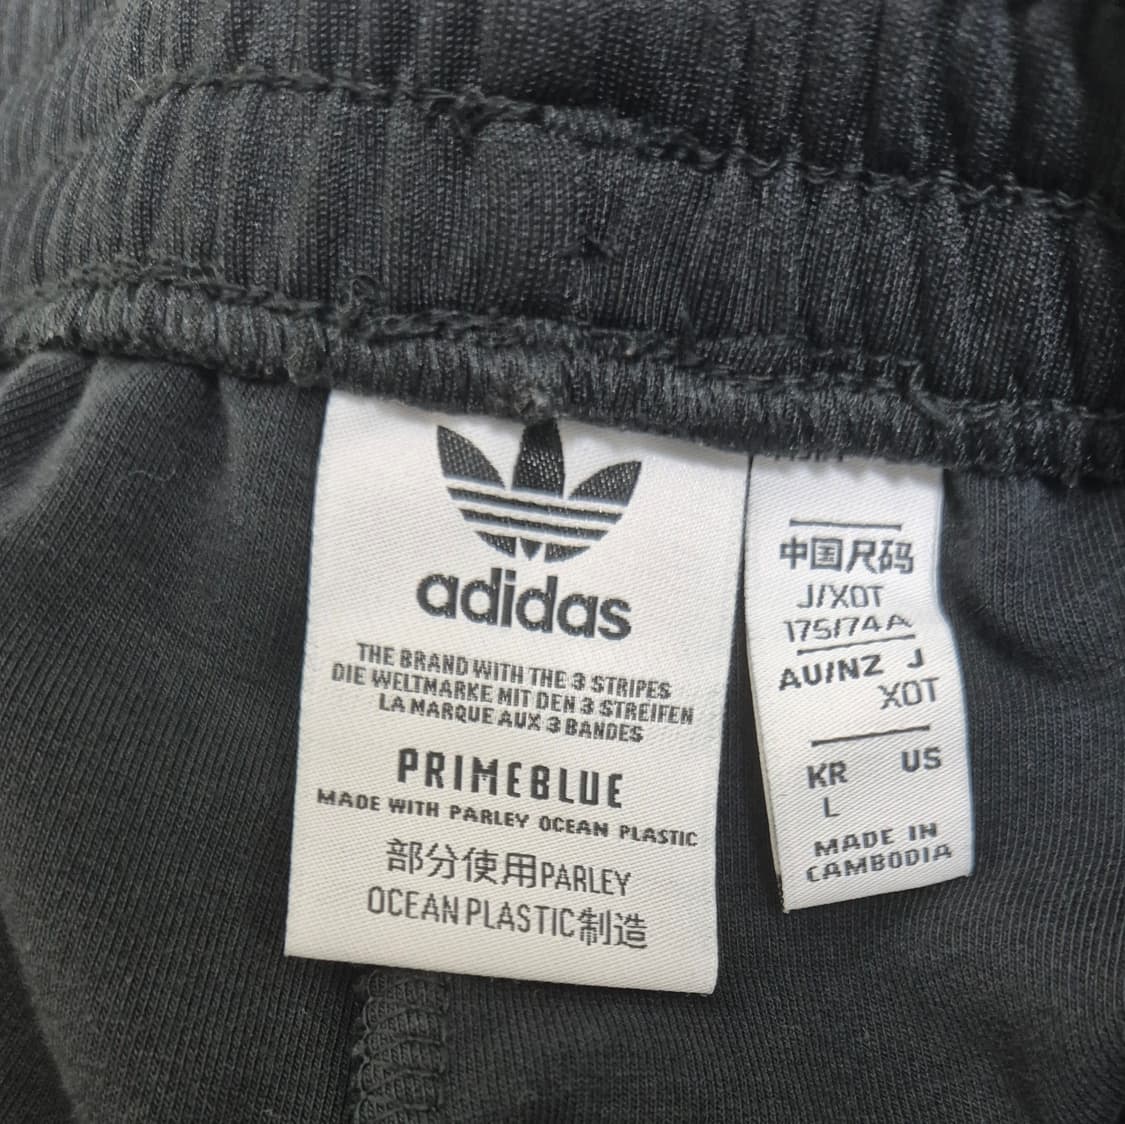 adidas
THE BRAND WITH THE 3 STRIPES
DIE WELTMARKE MIT DEN 3 STREIFEN
LA MARQUE AUX 3 BANDES
PRIMEBLUE
MADE WITH PARLEY OCEAN PLASTIC
部分使用PARLEY
OCEAN PLASTIC制造
中国尺码
J/XOT
175/74A
AU/NZ J
XOT
KR US
L
MADE IN
CAMBODIA